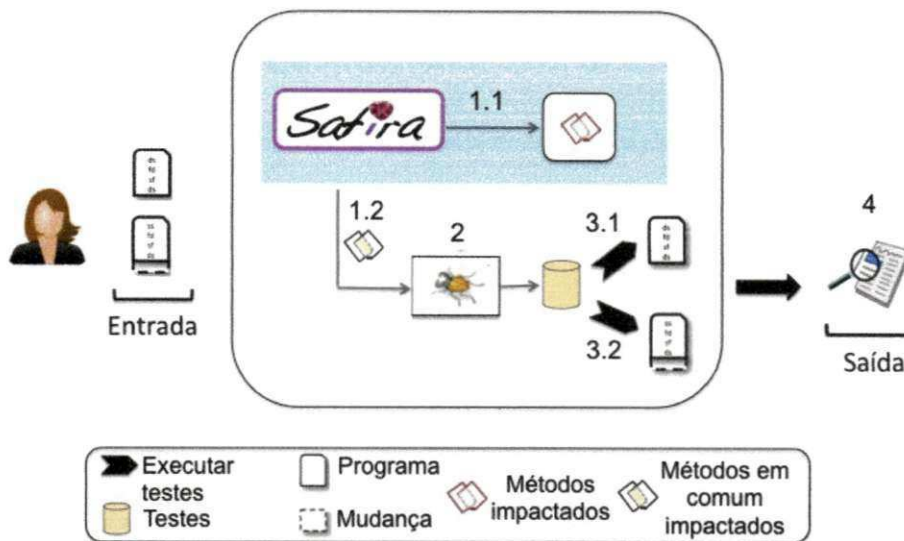 Safira
1.1
1.2
2
3.1
3.2
4
Entrada
Saída
Executar
testes
Testes
Programa
Mudança
Métodos
impactados
Métodos em
comum
impactados